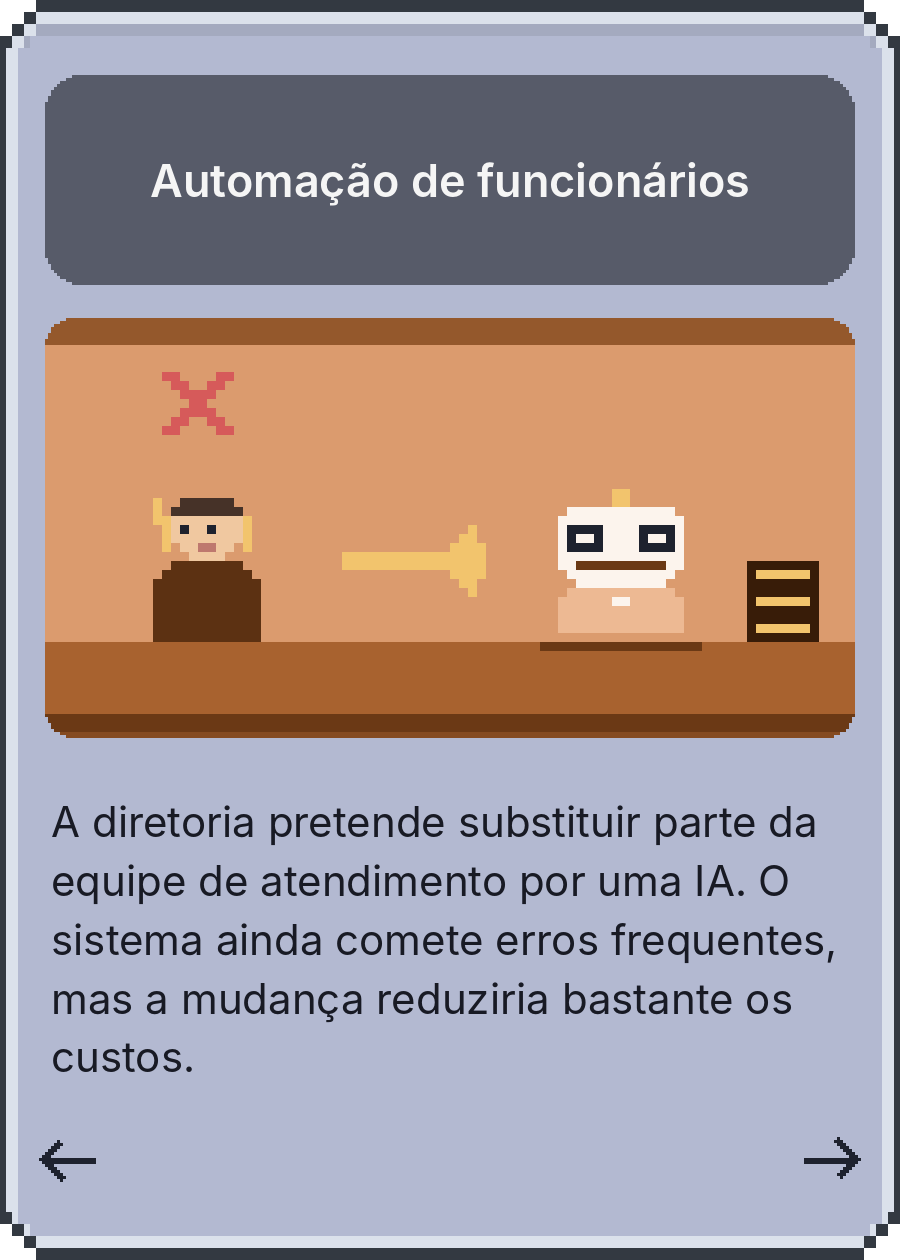 Automação de funcionários
A diretoria pretende substituir parte da
equipe de atendimento por uma IA. O
sistema ainda comete erros frequentes,
mas a mudança reduziria bastante os
custos.